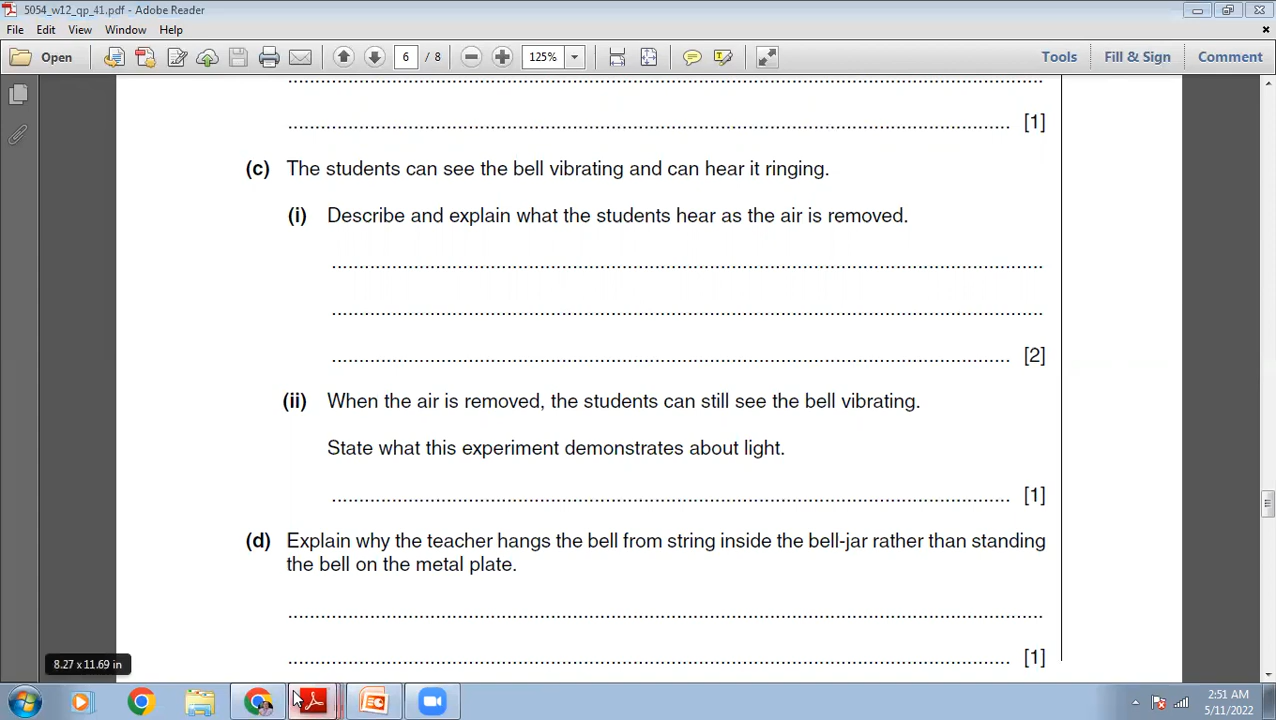 5054_w12_qp_41.pdf - Adobe Reader
File Edit View Window Help
Open 6 / 8 125% Tools Fill & Sign Comment
[1]
(c) The students can see the bell vibrating and can hear it ringing.
(i) Describe and explain what the students hear as the air is removed.
[2]
(ii) When the air is removed, the students can still see the bell vibrating.
State what this experiment demonstrates about light.
[1]
(d) Explain why the teacher hangs the bell from string inside the bell-jar rather than standing
the bell on the metal plate.
[1]
8.27 x 11.69 in
2:51 AM
5/11/2022